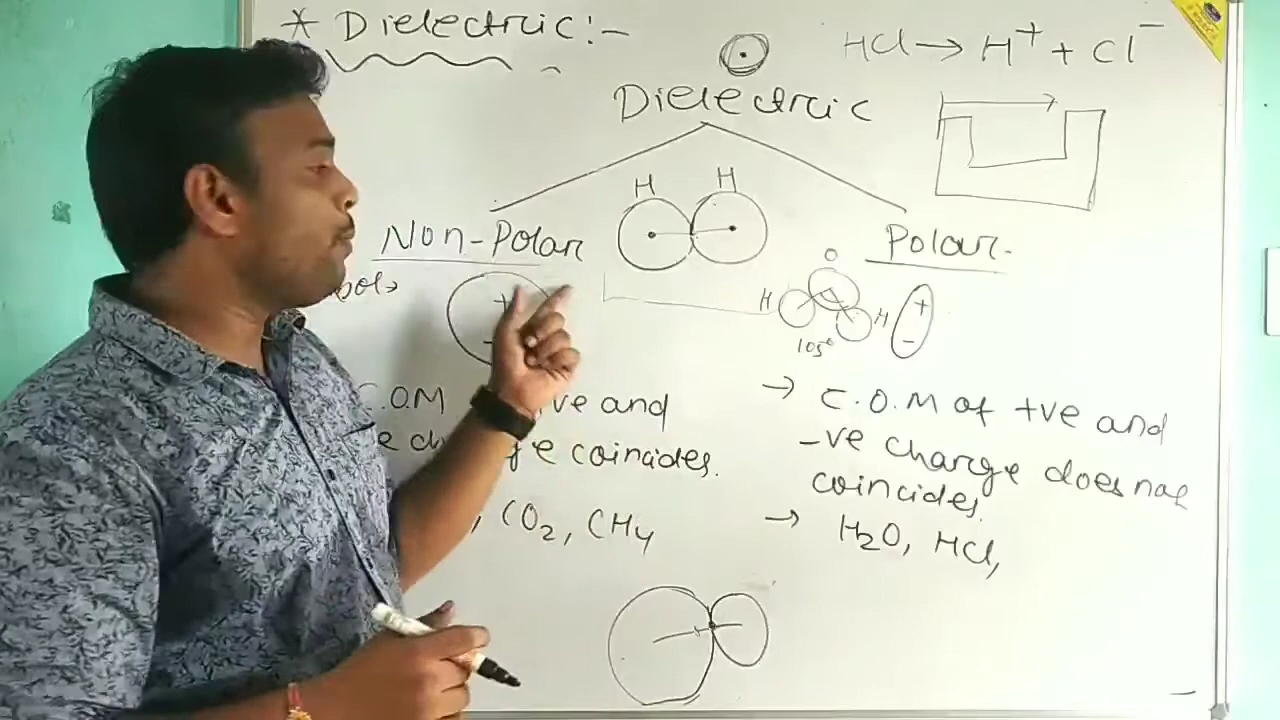 * Dielectric:-
HCl → H⁺ + Cl⁻
Dielectric
H H
Non-Polar
Polar.
O
H
H
105°
+
-
+
-
C.O.M ve and
ge coincides.
, CO₂, CH₄
→ C.O.M of +ve and
-ve charge does not
coincides.
→ H₂O, HCl,